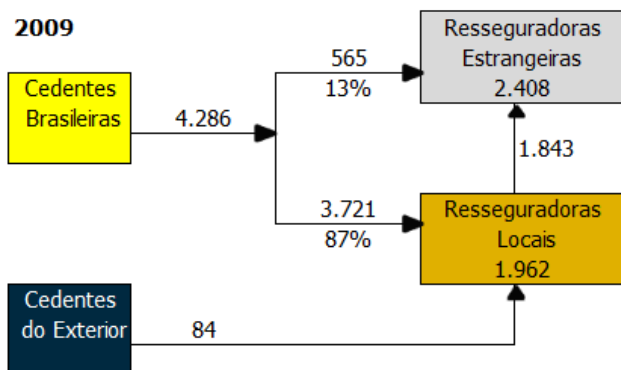 2009
Cedentes
Brasileiras
4.286
565
13%
Resseguradoras
Estrangeiras
2.408
1.843
3.721
87%
Resseguradoras
Locais
1.962
Cedentes
do Exterior
84